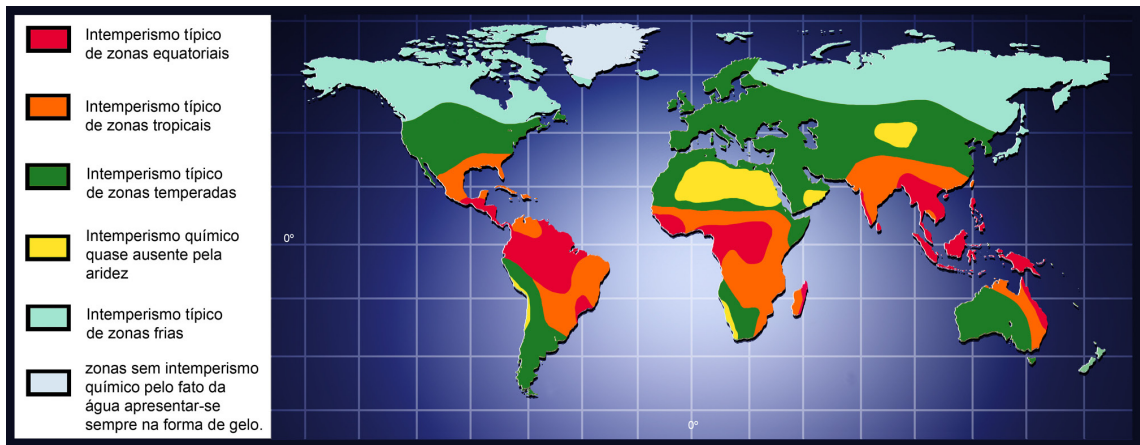 Intemperismo típico
de zonas equatoriais
Intemperismo típico
de zonas tropicais
Intemperismo típico
de zonas temperadas
Intemperismo químico
quase ausente pela
aridez
Intemperismo típico
de zonas frias
zonas sem intemperismo
químico pelo fato da
água apresentar-se
sempre na forma de gelo.
0º
0º